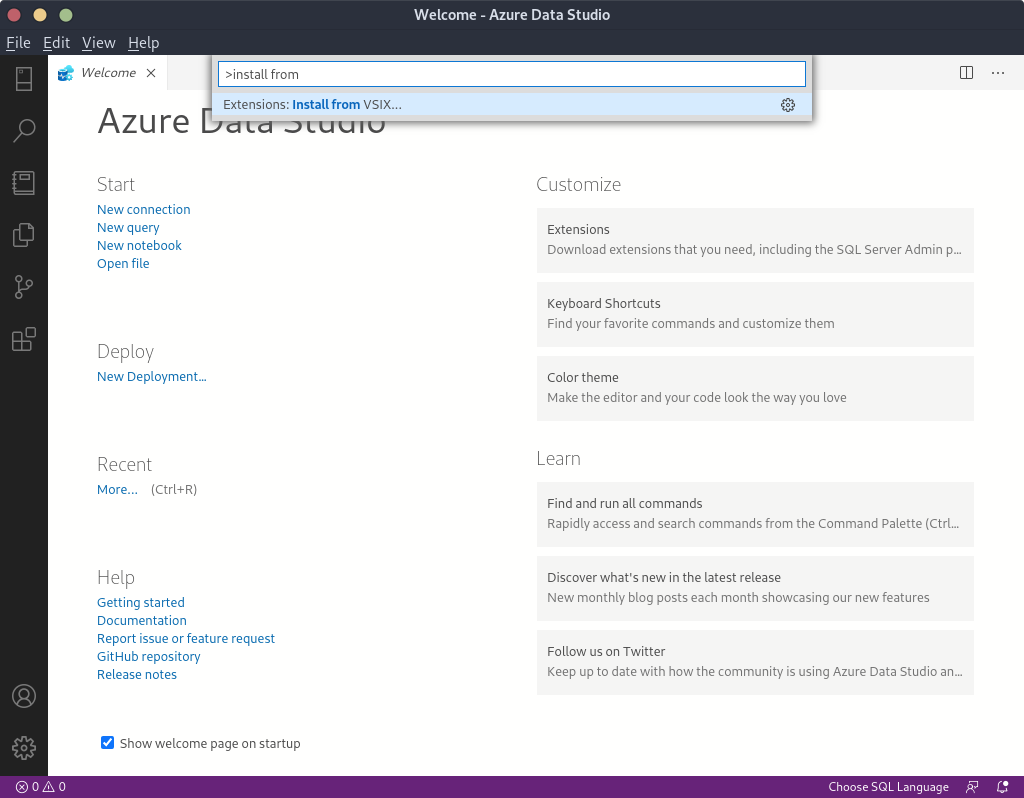 Welcome - Azure Data Studio
File Edit View Help
Welcome
>install from
Extensions: Install from VSIX...
Azure Data Studio
Start
New connection
New query
New notebook
Open file
Deploy
New Deployment...
Recent
More... (Ctrl+R)
Help
Getting started
Documentation
Report issue or feature request
GitHub repository
Release notes
Show welcome page on startup
Customize
Extensions
Download extensions that you need, including the SQL Server Admin p...
Keyboard Shortcuts
Find your favorite commands and customize them
Color theme
Make the editor and your code look the way you love
Learn
Find and run all commands
Rapidly access and search commands from the Command Palette (Ctrl...
Discover what's new in the latest release
New monthly blog posts each month showcasing our new features
Follow us on Twitter
Keep up to date with how the community is using Azure Data Studio an...
0 0
Choose SQL Language